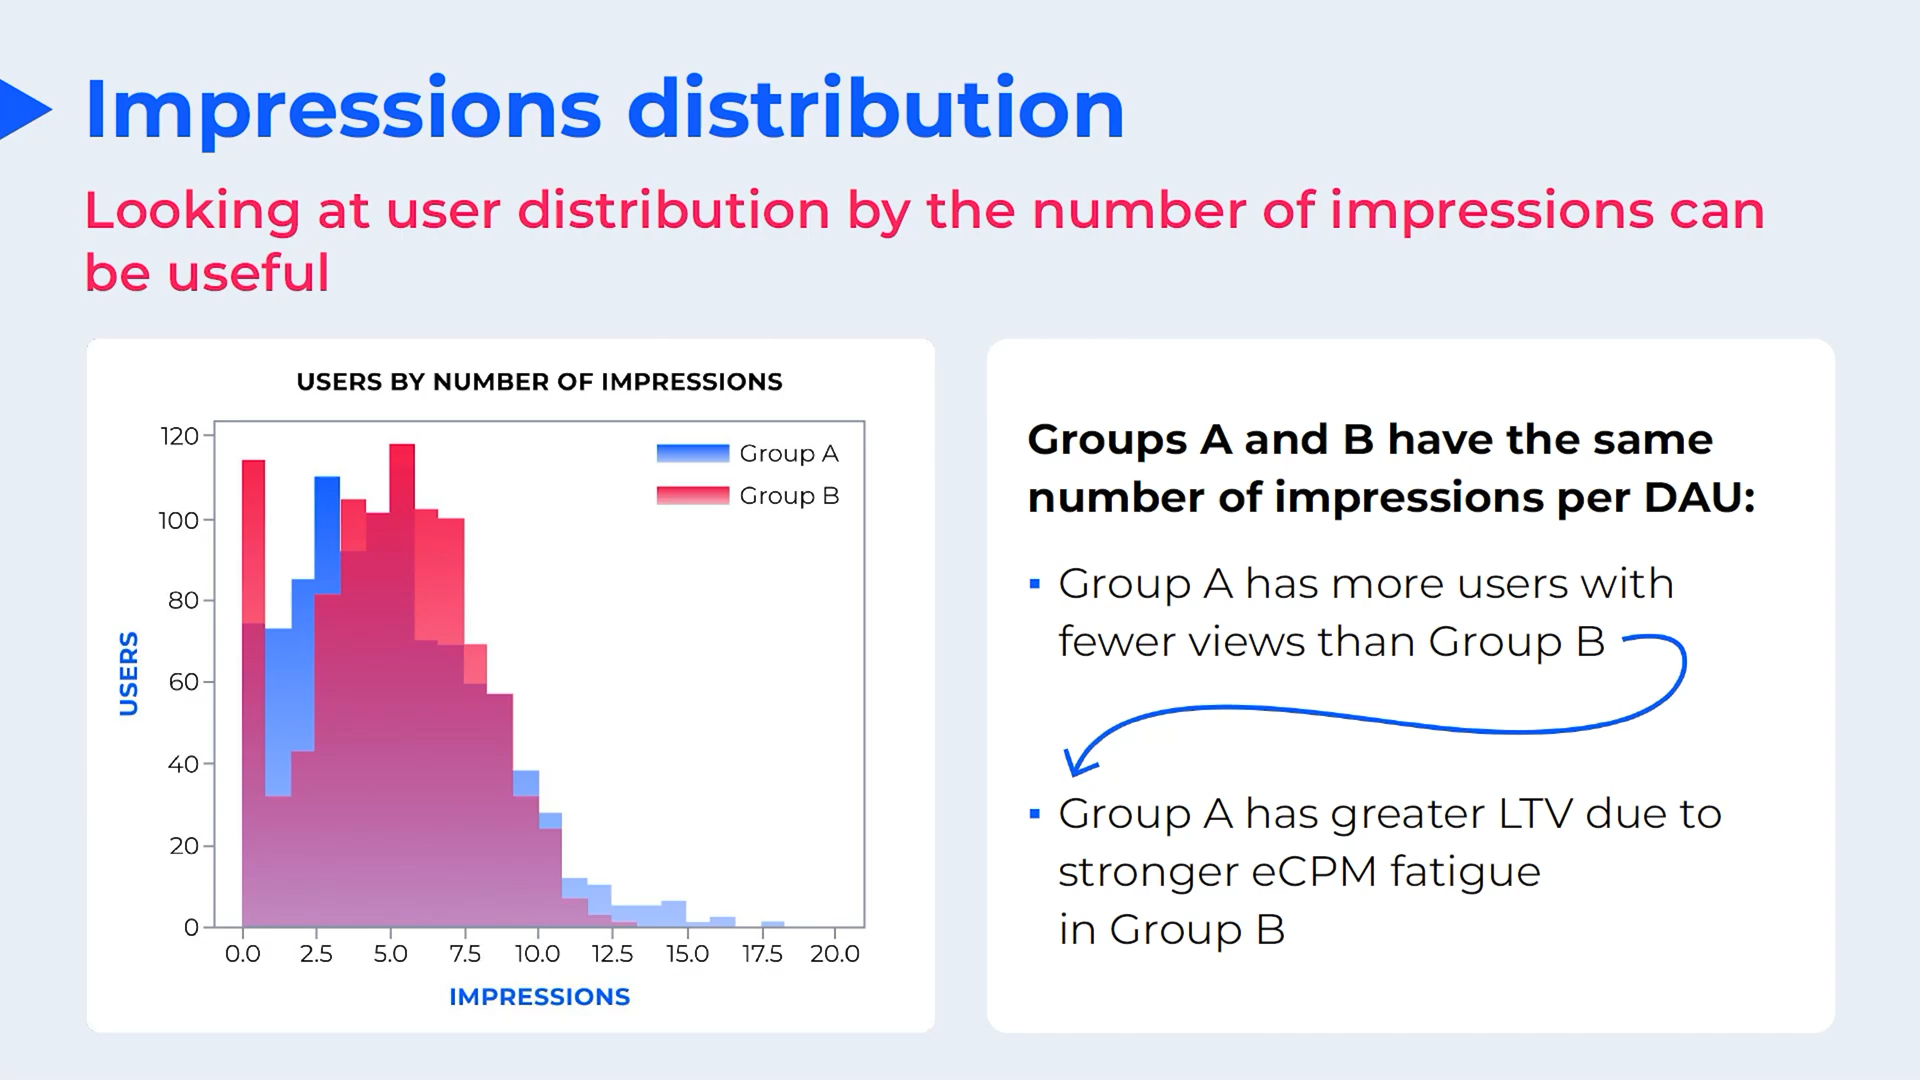 Impressions distribution
Looking at user distribution by the number of impressions can
be useful
USERS BY NUMBER OF IMPRESSIONS
120
100
80
60
40
20
0
USERS
Group A
Group B
0.0 2.5 5.0 7.5 10.0 12.5 15.0 17.5 20.0
IMPRESSIONS
Groups A and B have the same
number of impressions per DAU:
▪ Group A has more users with
fewer views than Group B
▪ Group A has greater LTV due to
stronger eCPM fatigue
in Group B